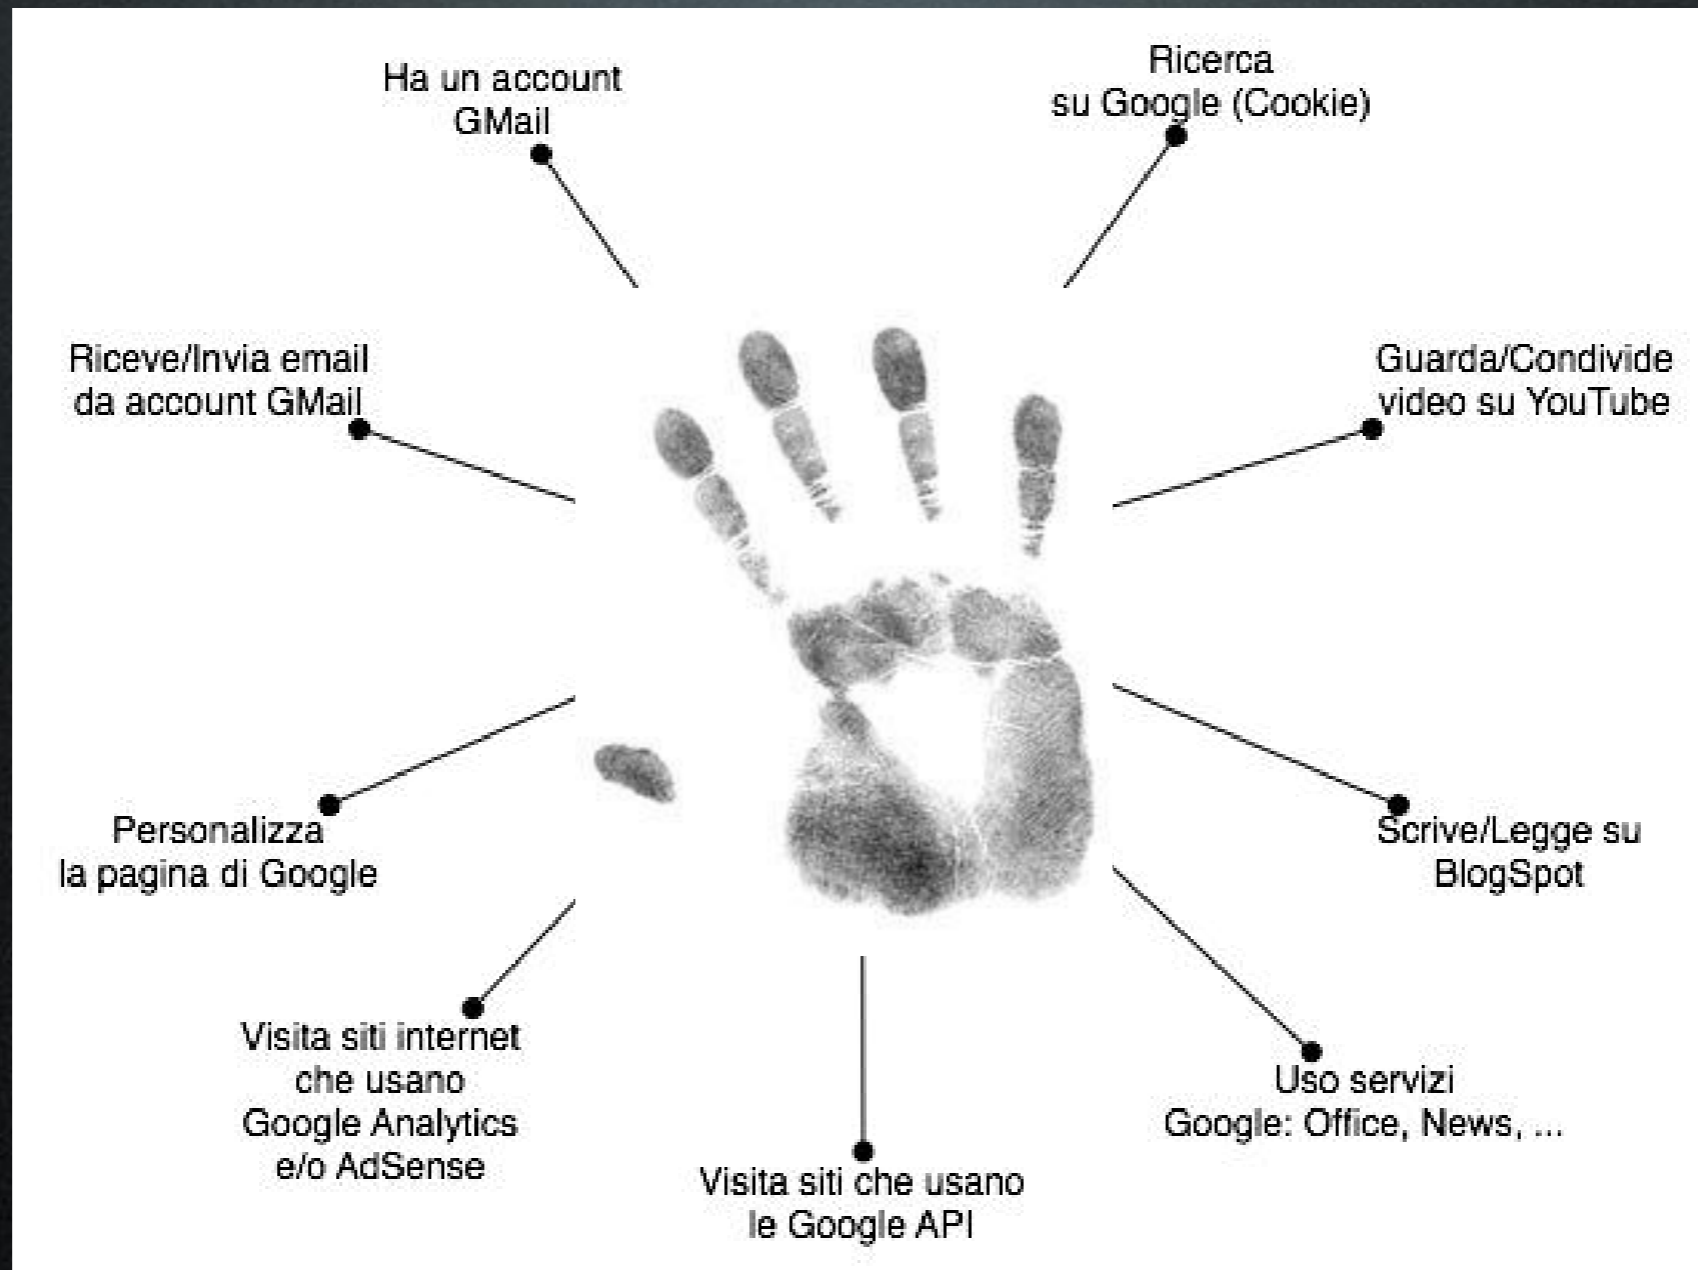 Ha un account
GMail
Ricerca
su Google (Cookie)
Riceve/Invia email
da account GMail
Guarda/Condivide
video su YouTube
Personalizza
la pagina di Google
Scrive/Legge su
BlogSpot
Visita siti internet
che usano
Google Analytics
e/o AdSense
Uso servizi
Google: Office, News, ...
Visita siti che usano
le Google API